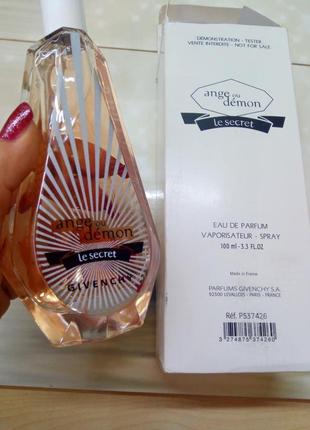 ange ou
démon
le secret
GIVENCHY
DÉMONSTRATION - TESTER
VENTE INTERDITE - NOT FOR SALE
ange ou
démon
le secret
EAU DE PARFUM
VAPORISATEUR - SPRAY
100 ml - 3.3 FL.OZ
Made in France
PARFUMS GIVENCHY S.A.
92300 LEVALLOIS - PARIS - FRANCE
Réf. P537426
3 274875 374260